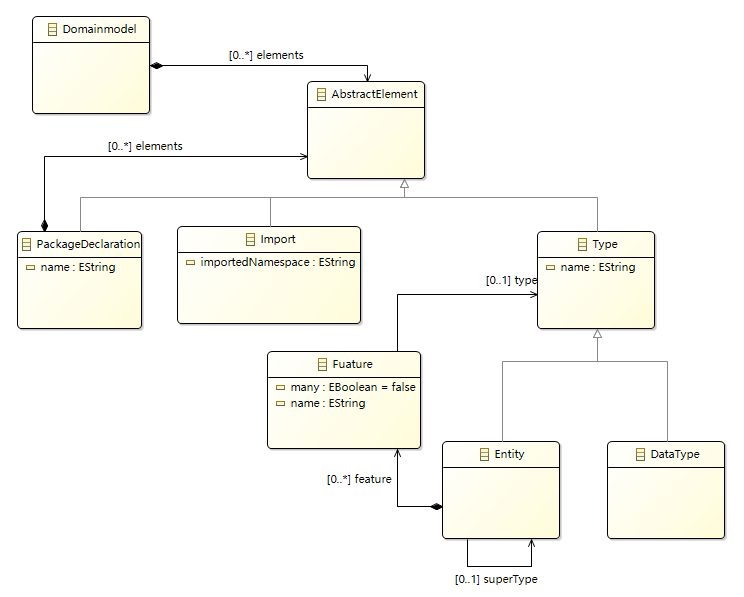 Domainmodel
[0..*] elements
AbstractElement
[0..*] elements
PackageDeclaration
name : EString
Import
importedNamespace : EString
Type
name : EString
[0..1] type
Fuature
many : EBoolean = false
name : EString
Entity
DataType
[0..*] feature
[0..1] superType